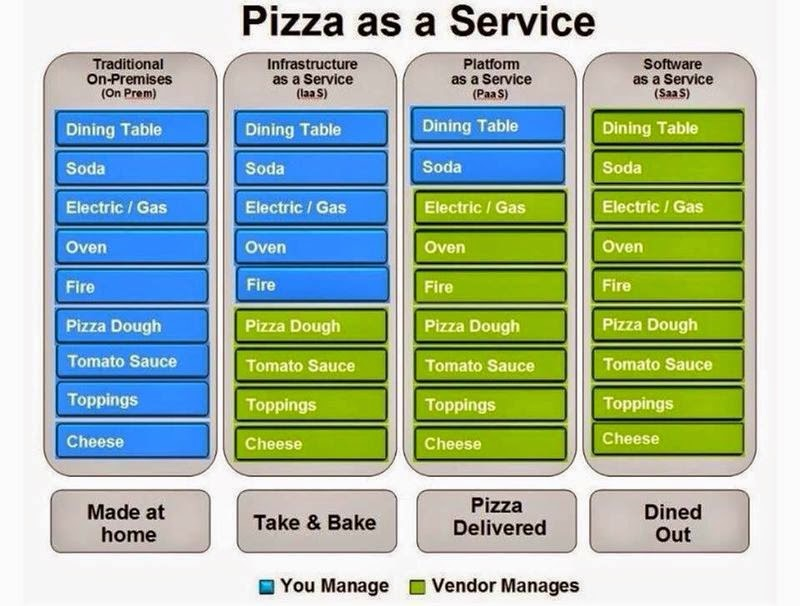 Pizza as a Service
Traditional
On-Premises
(On Prem)
Dining Table
Soda
Electric / Gas
Oven
Fire
Pizza Dough
Tomato Sauce
Toppings
Cheese
Made at
home
Infrastructure
as a Service
(IaaS)
Dining Table
Soda
Electric / Gas
Oven
Fire
Pizza Dough
Tomato Sauce
Toppings
Cheese
Take & Bake
Platform
as a Service
(PaaS)
Dining Table
Soda
Electric / Gas
Oven
Fire
Pizza Dough
Tomato Sauce
Toppings
Cheese
Pizza
Delivered
Software
as a Service
(SaaS)
Dining Table
Soda
Electric / Gas
Oven
Fire
Pizza Dough
Tomato Sauce
Toppings
Cheese
Dined
Out
You Manage
Vendor Manages